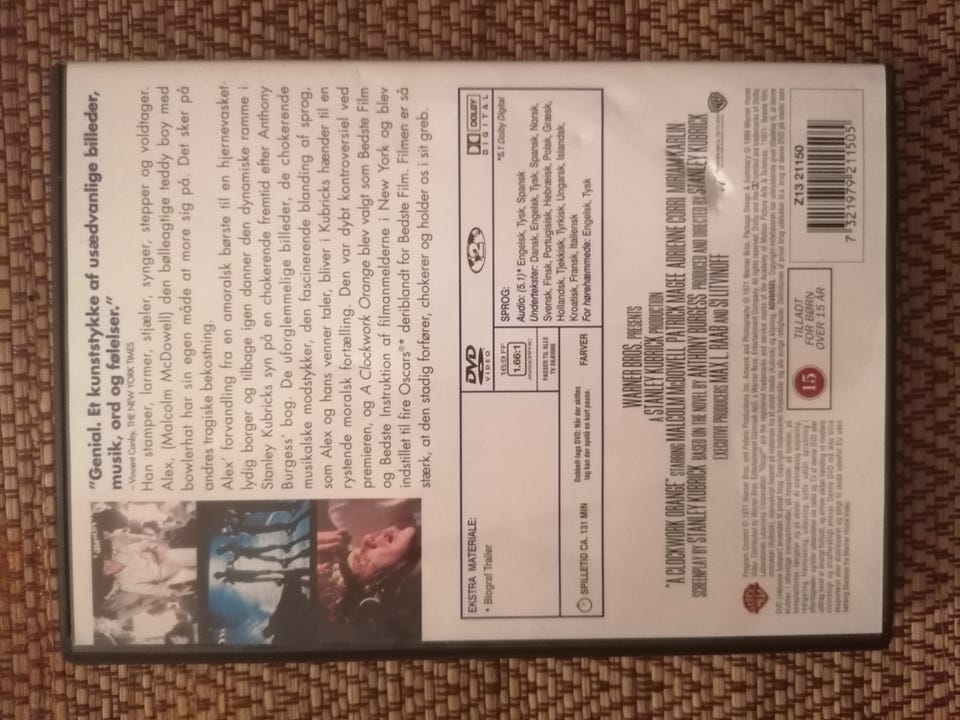 "Genial. Et kunststykke af usædvanlige billeder,
musik, ord og følelser."
– Vincent Canby, THE NEW YORK TIMES
Han stamper, larmer, stjæler, synger, stepper og voldtager.
Alex, (Malcolm McDowell) den bølleagtige teddy boy med
bowlerhat har sin egen måde at more sig på. Det sker på
andres tragiske bekostning.
Alex' forvandling fra en amoralsk børste til en hjernevasket
lydig borger og tilbage igen danner den dynamiske ramme i
Stanley Kubricks syn på en chokerende fremtid efter Anthony
Burgess' bog. De uforglemmelige billeder, de chokerende
musikalske modstykker, den fascinerende blanding af sprog,
som Alex og hans venner taler, bliver i Kubricks hænder til en
rystende moralsk fortælling. Den var dybt kontroversiel ved
premieren, og A Clockwork Orange blev valgt som Bedste Film
og Bedste Instruktion af filmanmelderne i New York og blev
indstillet til fire Oscars** deriblandt for Bedste Film. Filmen er så
stærk, at den stadig forfører, chokerer og holder os i sit greb.
EKSTRA MATERIALE:
• Biograf Trailer
DVD
VIDEO
2
DOLBY
DIGITAL
*5.1 Dolby Digital
16:9 FF
1.66:1
ANAMORPHIC
PASSER TIL ALLE
TV SKÆRME
SPROG:
Audio: (5.1)* Engelsk, Tysk, Spansk
Undertekster: Dansk, Engelsk, Tysk, Spansk, Norsk,
Svensk, Finsk, Portugisisk, Hebræisk, Polsk, Græsk,
Hollandsk, Tjekkisk, Tyrkisk, Ungarsk, Islandsk,
Kroatisk, Fransk, Italiensk
For hørehæmmede: Engelsk, Tysk
SPILLETID CA. 131 MIN
Dobbelt-lags DVD: Når der skiftes
lag kan der opstå en kort pause.
FARVER
WARNER BROS. PRESENTS
A STANLEY KUBRICK PRODUCTION
"A CLOCKWORK ORANGE" STARRING MALCOLM McDOWELL PATRICK MAGEE ADRIENNE CORRI MIRIAM KARLIN
SCREENPLAY BY STANLEY KUBRICK BASED ON THE NOVEL BY ANTHONY BURGESS PRODUCED AND DIRECTED BY STANLEY KUBRICK
EXECUTIVE PRODUCERS MAX L. RAAB AND SI LITVINOFF
15
TILLADT
FOR BØRN
OVER 15 ÅR
Z13 21150
7 321979 211505